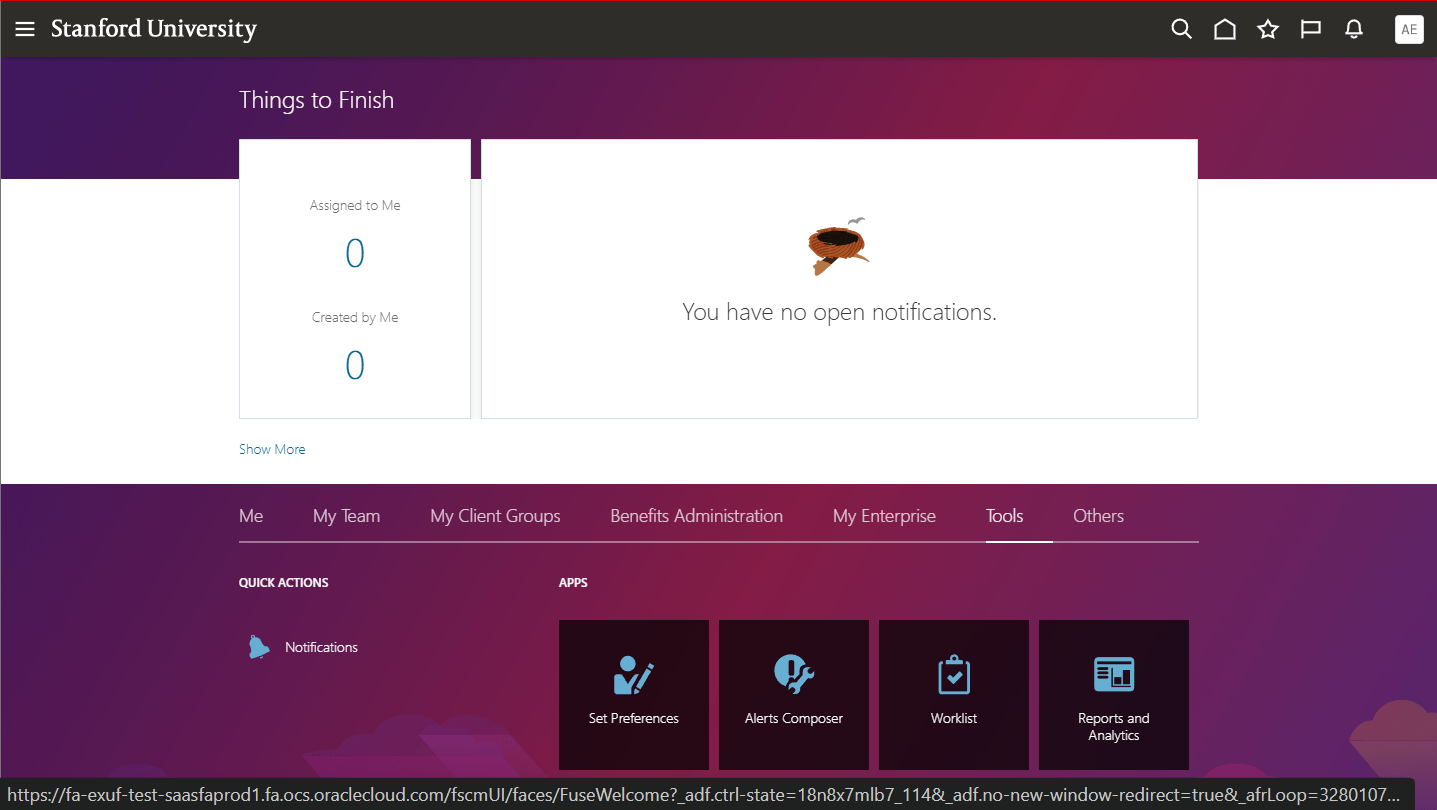 Stanford University
AE
Things to Finish
Assigned to Me
0
Created by Me
0
You have no open notifications.
Show More
Me
My Team
My Client Groups
Benefits Administration
My Enterprise
Tools
Others
QUICK ACTIONS
Notifications
APPS
Set Preferences
Alerts Composer
Worklist
Reports and
Analytics
https://fa-exuf-test-saasfaprod1.fa.ocs.oraclecloud.com/fscmUI/faces/FuseWelcome?_adf.ctrl-state=18n8x7mlb7_114&_adf.no-new-window-redirect=true&_afrLoop=3280107...